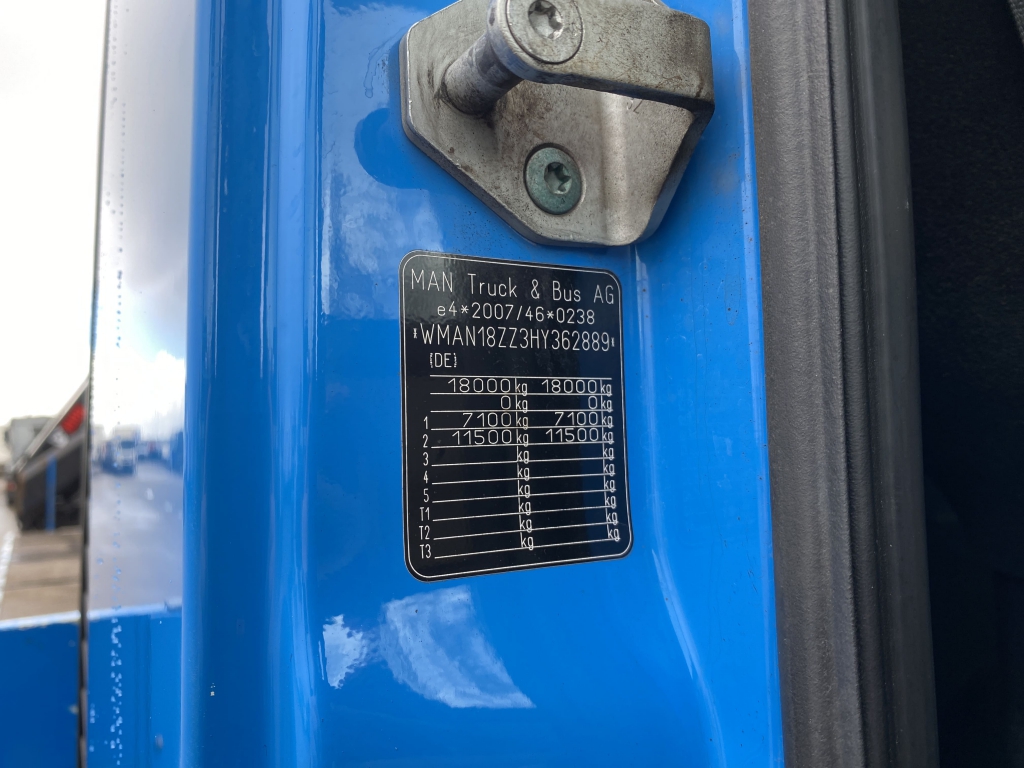 MAN Truck & Bus AG
e4*2007/46*0238
*WMAN18ZZ3HY362889*
(DE)
18000 kg 18000 kg
0 kg 0 kg
1 7100 kg 7100 kg
2 11500 kg 11500 kg
3 kg kg
4 kg kg
5 kg kg
T1 kg kg
T2 kg kg
T3 kg kg